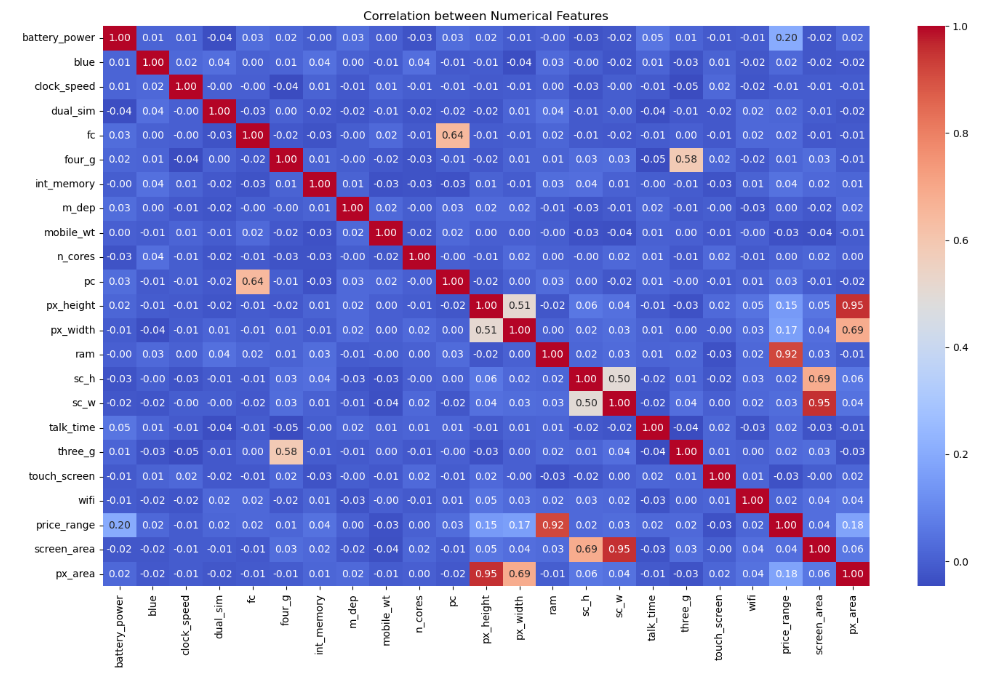 Correlation between Numerical Features
battery_power 1.00 0.01 0.01 -0.04 0.03 0.02 -0.00 0.03 0.00 -0.03 0.03 0.02 -0.01 -0.00 -0.03 -0.02 0.05 0.01 -0.01 -0.01 0.20 -0.02 0.02
blue 0.01 1.00 0.02 0.04 0.00 0.01 0.04 0.00 -0.01 0.04 -0.01 -0.01 -0.04 0.03 -0.00 -0.02 0.01 -0.03 0.01 -0.02 0.02 -0.02 -0.02
clock_speed 0.01 0.02 1.00 -0.00 -0.00 -0.04 0.01 -0.01 0.01 -0.01 -0.01 -0.01 -0.01 0.00 -0.03 -0.00 -0.01 -0.05 0.02 -0.02 -0.01 -0.01 -0.01
dual_sim -0.04 0.04 -0.00 1.00 -0.03 0.00 -0.02 -0.02 -0.01 -0.02 -0.02 -0.02 0.01 0.04 -0.01 -0.00 -0.04 -0.01 -0.02 0.02 0.02 -0.01 -0.01
fc 0.03 0.00 -0.00 -0.03 1.00 -0.02 -0.03 -0.00 0.02 -0.01 0.64 -0.01 -0.01 0.02 -0.01 -0.00 -0.01 0.00 -0.01 0.02 0.02 -0.01 -0.01
four_g 0.02 0.01 -0.04 0.00 -0.02 1.00 0.01 -0.00 -0.02 -0.03 -0.01 -0.02 0.01 0.01 0.03 0.03 -0.05 0.58 0.02 -0.02 0.01 0.03 -0.01
int_memory -0.00 0.04 0.01 -0.02 -0.03 0.01 1.00 0.01 -0.03 -0.03 -0.03 0.01 -0.01 0.03 0.04 0.01 -0.00 -0.01 -0.03 0.01 0.04 0.02 0.01
m_dep 0.03 0.00 -0.01 -0.02 -0.00 -0.00 0.01 1.00 0.02 -0.00 0.03 0.02 0.02 -0.01 -0.03 -0.02 0.02 -0.01 -0.00 -0.03 0.00 -0.02 0.02
mobile_wt 0.00 -0.01 0.01 -0.01 0.02 -0.02 -0.03 0.02 1.00 -0.02 0.02 0.00 0.00 -0.00 -0.03 -0.04 0.01 0.00 -0.01 -0.00 -0.03 -0.04 -0.01
n_cores -0.03 0.04 -0.01 -0.02 -0.01 -0.03 -0.03 -0.00 -0.02 1.00 -0.00 -0.01 0.02 0.00 -0.00 0.02 0.01 -0.01 0.02 -0.01 0.00 0.02 0.00
pc 0.03 -0.01 -0.01 -0.02 0.64 -0.01 -0.03 0.03 0.02 -0.00 1.00 -0.02 0.00 0.03 0.00 -0.02 0.01 -0.00 -0.01 0.01 0.03 -0.01 -0.02
px_height 0.02 -0.01 -0.01 -0.02 -0.01 -0.02 0.01 0.02 0.00 -0.01 -0.02 1.00 0.51 -0.02 0.06 0.04 -0.01 -0.03 0.02 0.05 0.15 0.05 0.95
px_width -0.01 -0.04 -0.01 0.01 -0.01 0.01 -0.01 0.02 0.00 0.02 0.00 0.51 1.00 0.00 0.02 0.03 0.01 0.00 -0.00 0.03 0.17 0.04 0.69
ram -0.00 0.03 0.00 0.04 0.02 0.01 0.03 -0.01 -0.00 0.00 0.03 -0.02 0.00 1.00 0.02 0.03 0.01 0.02 -0.03 0.02 0.92 0.03 -0.01
sc_h -0.03 -0.00 -0.03 -0.01 -0.01 0.03 0.04 -0.03 -0.03 -0.00 0.00 0.06 0.02 0.02 1.00 0.50 -0.02 0.01 -0.02 0.03 0.02 0.69 0.06
sc_w -0.02 -0.02 -0.00 -0.00 -0.00 0.03 0.01 -0.02 -0.04 0.02 -0.02 0.04 0.03 0.03 0.50 1.00 -0.02 0.04 0.00 0.02 0.03 0.95 0.04
talk_time 0.05 0.01 -0.01 -0.04 -0.01 -0.05 -0.00 0.02 0.01 0.01 0.01 -0.01 0.01 0.01 -0.02 -0.02 1.00 -0.04 0.02 -0.03 0.02 -0.03 -0.01
three_g 0.01 -0.03 -0.05 -0.01 0.00 0.58 -0.01 -0.01 0.00 -0.01 -0.00 -0.03 0.00 0.02 0.01 0.04 -0.04 1.00 0.01 0.00 0.02 0.03 -0.03
touch_screen -0.01 0.01 0.02 -0.02 -0.01 0.02 -0.03 -0.00 -0.01 0.02 -0.01 0.02 -0.00 -0.03 -0.02 0.00 0.02 0.01 1.00 0.01 -0.03 -0.00 0.02
wifi -0.01 -0.02 -0.02 0.02 0.02 -0.02 0.01 -0.03 -0.00 -0.01 0.01 0.05 0.03 0.02 0.03 0.02 -0.03 0.00 0.01 1.00 0.02 0.04 0.04
price_range 0.20 0.02 -0.01 0.02 0.02 0.01 0.04 0.00 -0.03 0.00 0.03 0.15 0.17 0.92 0.02 0.03 0.02 0.02 -0.03 0.02 1.00 0.04 0.18
screen_area -0.02 -0.02 -0.01 -0.01 -0.01 0.03 0.02 -0.02 -0.04 0.02 -0.01 0.05 0.04 0.03 0.69 0.95 -0.03 0.03 -0.00 0.04 0.04 1.00 0.06
px_area 0.02 -0.02 -0.01 -0.01 -0.01 -0.01 0.01 0.02 -0.01 0.00 -0.02 0.95 0.69 -0.01 0.06 0.04 -0.01 -0.03 0.02 0.04 0.18 0.06 1.00
battery_power blue clock_speed dual_sim fc four_g int_memory m_dep mobile_wt n_cores pc px_height px_width ram sc_h sc_w talk_time three_g touch_screen wifi price_range screen_area px_area
1.0
0.8
0.6
0.4
0.2
0.0